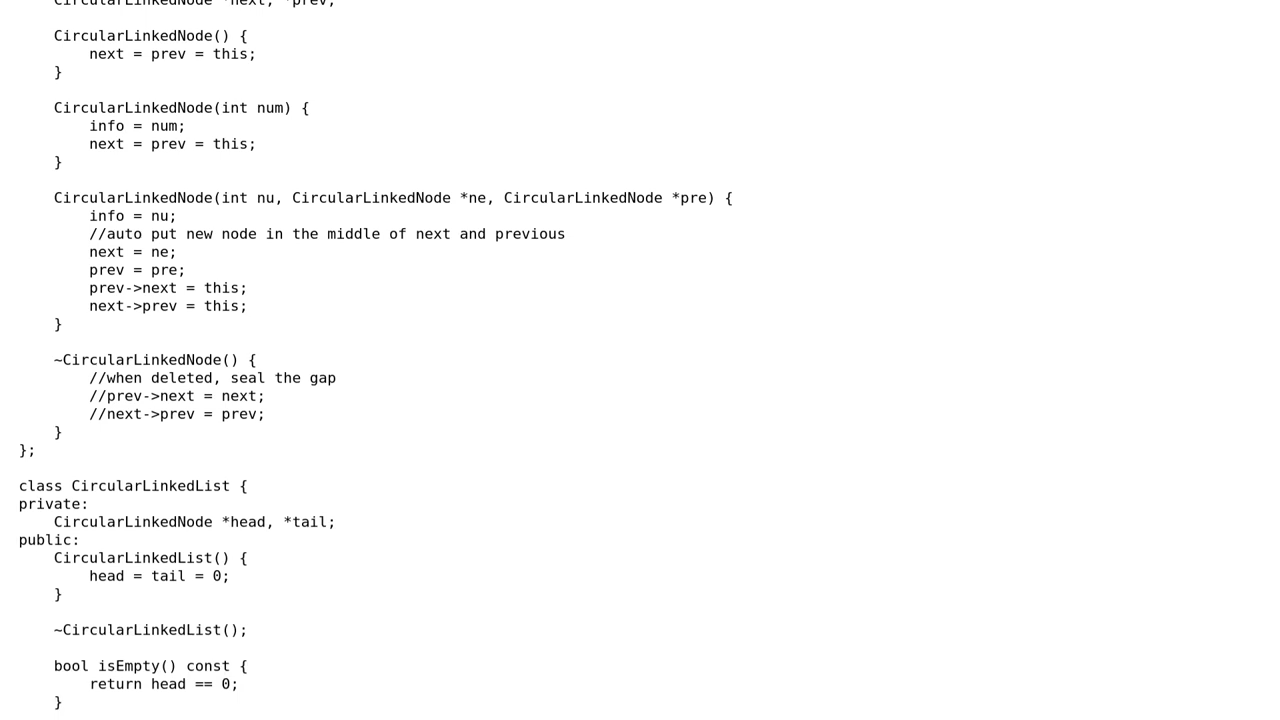 CircularLinkedNode *next, *prev;
CircularLinkedNode() {
next = prev = this;
}
CircularLinkedNode(int num) {
info = num;
next = prev = this;
}
CircularLinkedNode(int nu, CircularLinkedNode *ne, CircularLinkedNode *pre) {
info = nu;
//auto put new node in the middle of next and previous
next = ne;
prev = pre;
prev->next = this;
next->prev = this;
}
~CircularLinkedNode() {
//when deleted, seal the gap
//prev->next = next;
//next->prev = prev;
}
};
class CircularLinkedList {
private:
CircularLinkedNode *head, *tail;
public:
CircularLinkedList() {
head = tail = 0;
}
~CircularLinkedList();
bool isEmpty() const {
return head == 0;
}